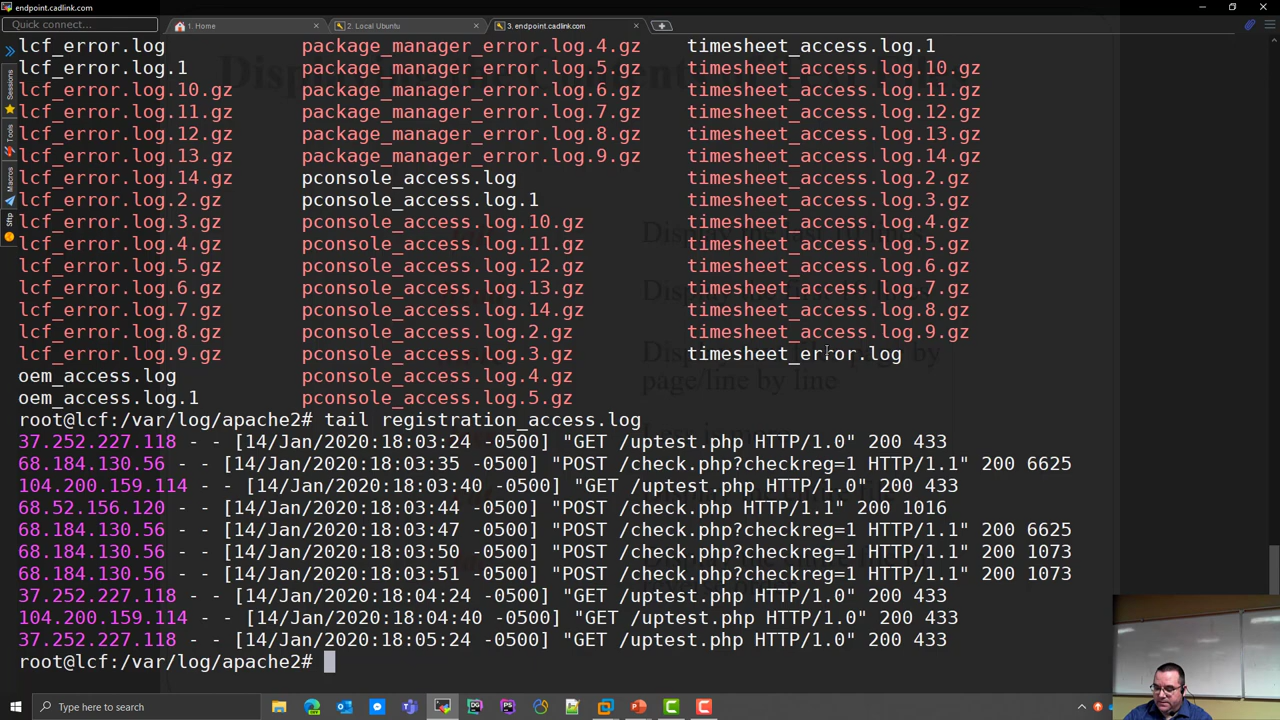 endpoint.cadlink.com
Quick connect...
1. Home
2. Local Ubuntu
3. endpoint.cadlink.com
Sessions
Tools
Macros
Sftp
lcf_error.log package_manager_error.log.4.gz timesheet_access.log.1
lcf_error.log.1 package_manager_error.log.5.gz timesheet_access.log.10.gz
lcf_error.log.10.gz package_manager_error.log.6.gz timesheet_access.log.11.gz
lcf_error.log.11.gz package_manager_error.log.7.gz timesheet_access.log.12.gz
lcf_error.log.12.gz package_manager_error.log.8.gz timesheet_access.log.13.gz
lcf_error.log.13.gz package_manager_error.log.9.gz timesheet_access.log.14.gz
lcf_error.log.14.gz pconsole_access.log timesheet_access.log.2.gz
lcf_error.log.2.gz pconsole_access.log.1 timesheet_access.log.3.gz
lcf_error.log.3.gz pconsole_access.log.10.gz timesheet_access.log.4.gz
lcf_error.log.4.gz pconsole_access.log.11.gz timesheet_access.log.5.gz
lcf_error.log.5.gz pconsole_access.log.12.gz timesheet_access.log.6.gz
lcf_error.log.6.gz pconsole_access.log.13.gz timesheet_access.log.7.gz
lcf_error.log.7.gz pconsole_access.log.14.gz timesheet_access.log.8.gz
lcf_error.log.8.gz pconsole_access.log.2.gz timesheet_access.log.9.gz
lcf_error.log.9.gz pconsole_access.log.3.gz timesheet_error.log
oem_access.log pconsole_access.log.4.gz
oem_access.log.1 pconsole_access.log.5.gz
root@lcf:/var/log/apache2# tail registration_access.log
37.252.227.118 - - [14/Jan/2020:18:03:24 -0500] "GET /uptest.php HTTP/1.0" 200 433
68.184.130.56 - - [14/Jan/2020:18:03:35 -0500] "POST /check.php?checkreg=1 HTTP/1.1" 200 6625
104.200.159.114 - - [14/Jan/2020:18:03:40 -0500] "GET /uptest.php HTTP/1.0" 200 433
68.52.156.120 - - [14/Jan/2020:18:03:44 -0500] "POST /check.php HTTP/1.1" 200 1016
68.184.130.56 - - [14/Jan/2020:18:03:47 -0500] "POST /check.php?checkreg=1 HTTP/1.1" 200 6625
68.184.130.56 - - [14/Jan/2020:18:03:50 -0500] "POST /check.php?checkreg=1 HTTP/1.1" 200 1073
68.184.130.56 - - [14/Jan/2020:18:03:51 -0500] "POST /check.php?checkreg=1 HTTP/1.1" 200 1073
37.252.227.118 - - [14/Jan/2020:18:04:24 -0500] "GET /uptest.php HTTP/1.0" 200 433
104.200.159.114 - - [14/Jan/2020:18:04:40 -0500] "GET /uptest.php HTTP/1.0" 200 433
37.252.227.118 - - [14/Jan/2020:18:05:24 -0500] "GET /uptest.php HTTP/1.0" 200 433
root@lcf:/var/log/apache2#
Type here to search